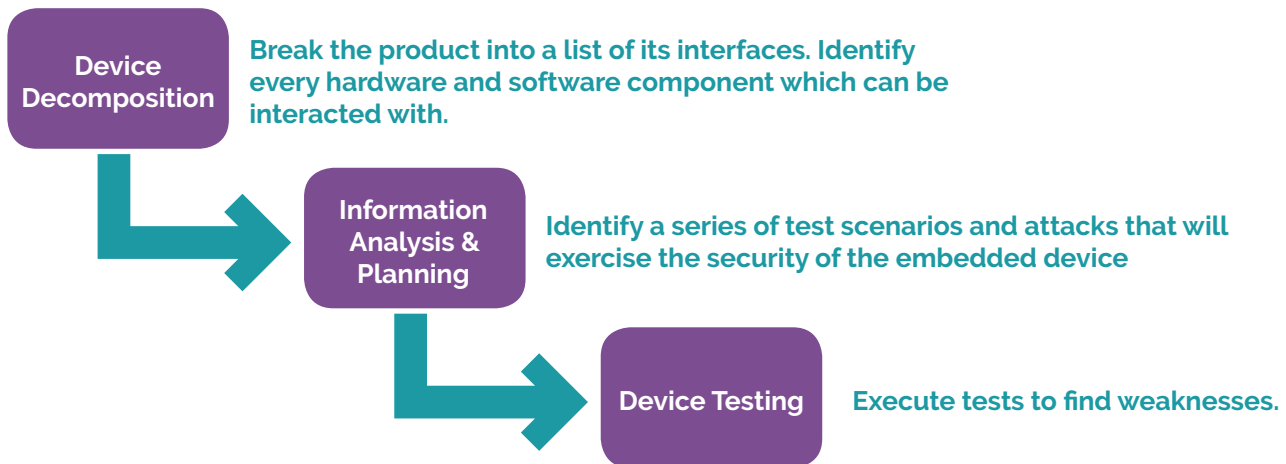 Device
Decomposition
Break the product into a list of its interfaces. Identify
every hardware and software component which can be
interacted with.
Information
Analysis &
Planning
Identify a series of test scenarios and attacks that will
exercise the security of the embedded device
Device Testing
Execute tests to find weaknesses.